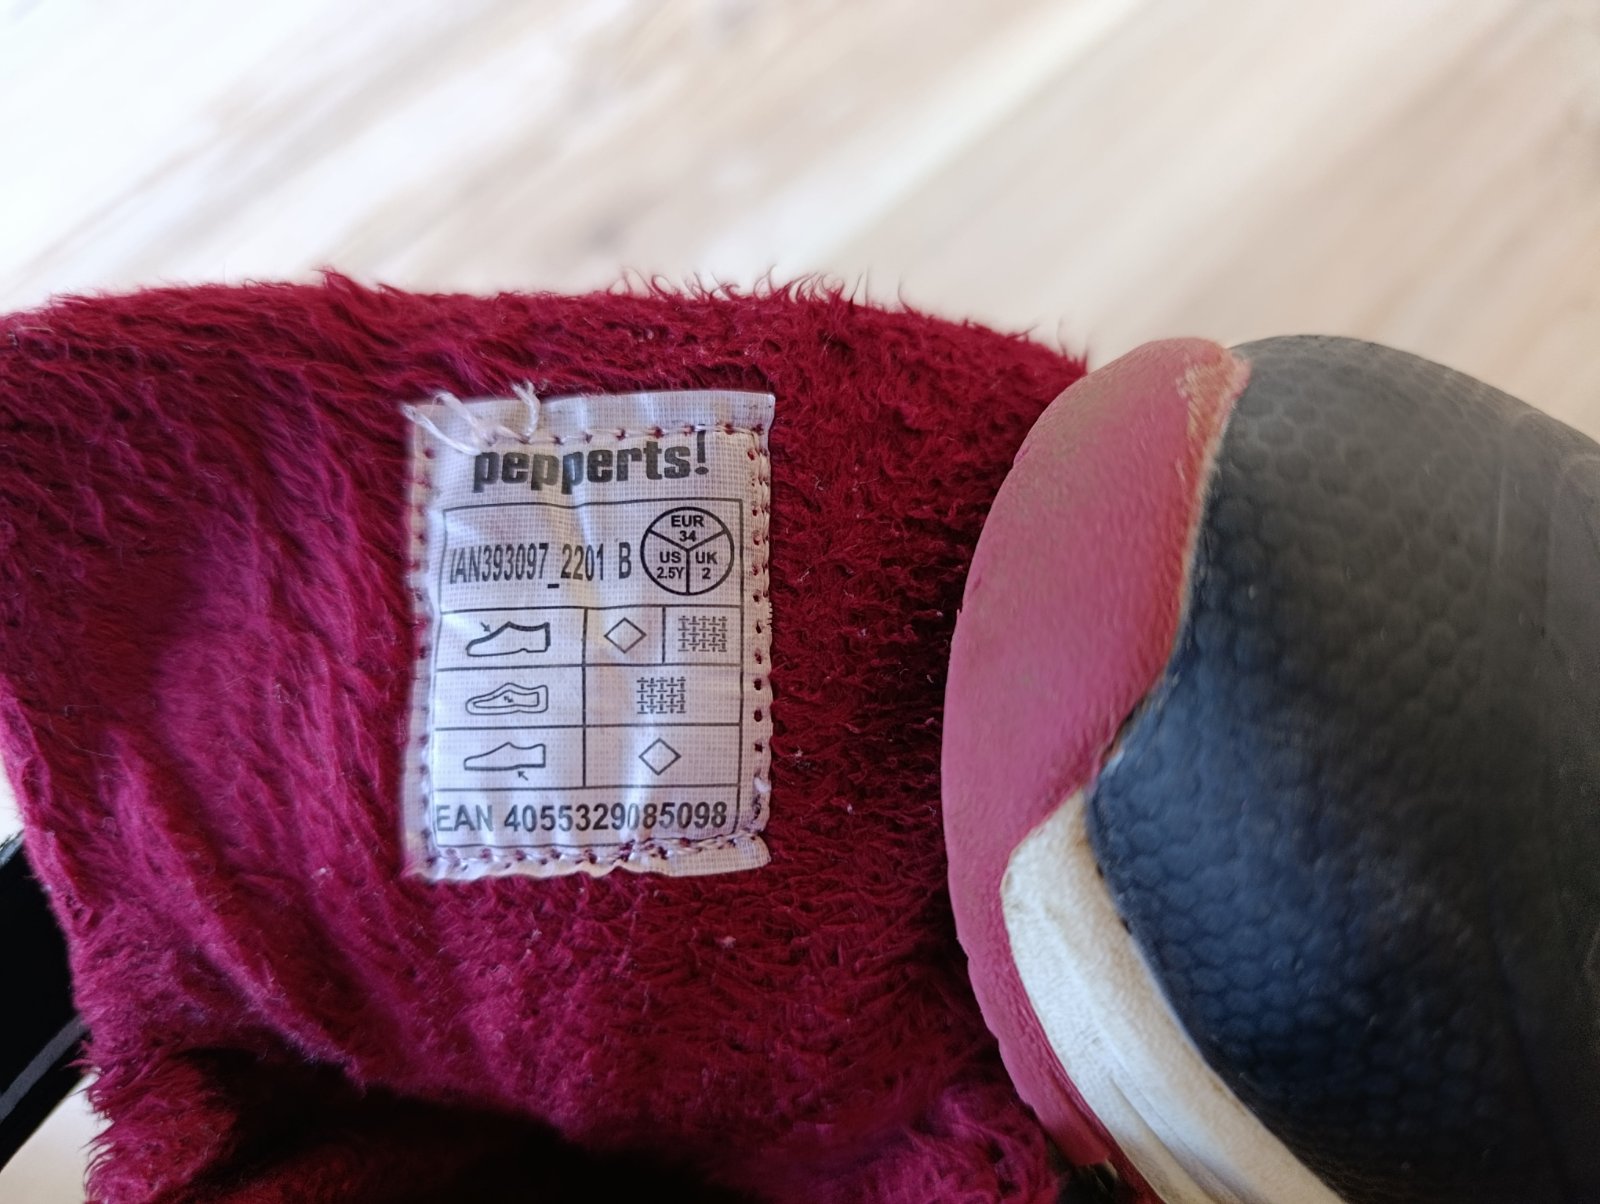 pepperts!
IAN393097_2201 B
EUR
34
US
2.5Y
UK
2
EAN 4055329085098